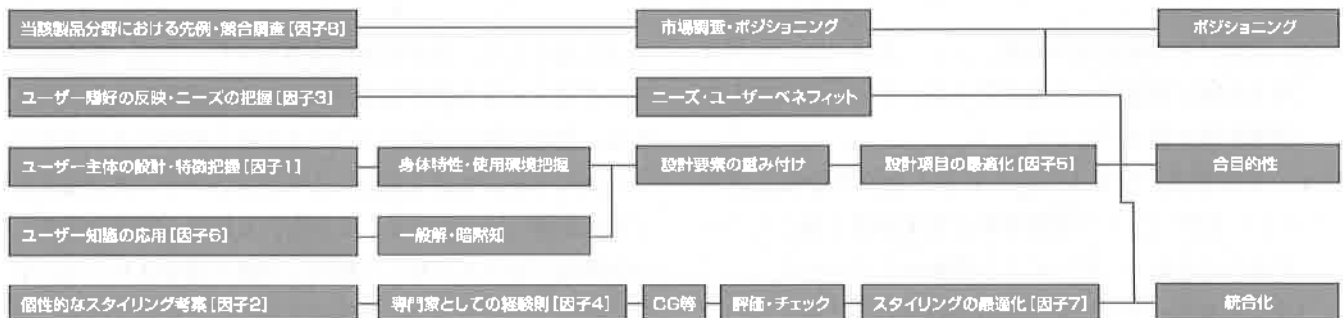 当該製品分野における先例・競合調査[因子8]
市場調査・ポジショニング
ポジショニング
ユーザー嗜好の反映・ニーズの把握[因子3]
ニーズ・ユーザーベネフィット
ユーザー主体の設計・特徴把握[因子1]
身体特性・使用環境把握
設計要素の重み付け
設計項目の最適化[因子5]
合目的性
ユーザー知識の応用[因子6]
一般解・暗黙知
個性的なスタイリング考案[因子2]
専門家としての経験則[因子4]
CG等
評価・チェック
スタイリングの最適化[因子7]
統合化